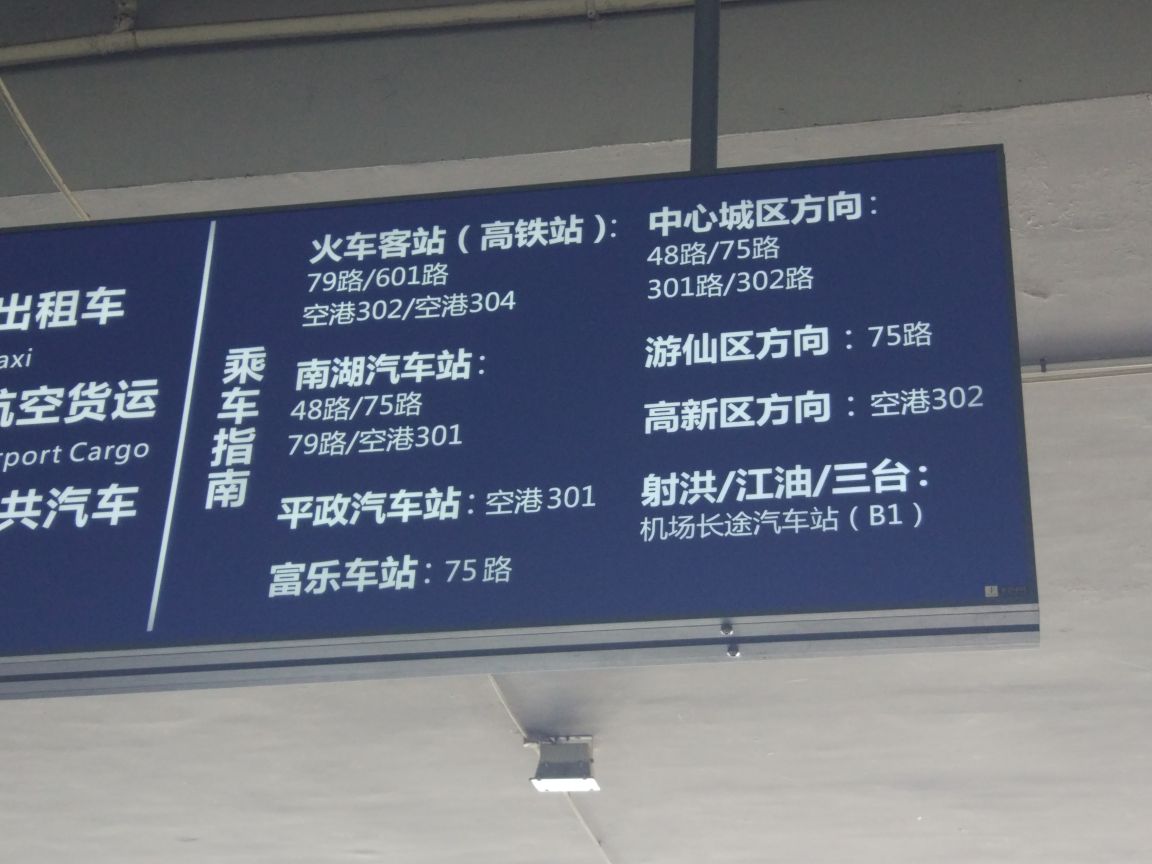 出租车
axi
航空货运
rport Cargo
共汽车
乘车指南
火车客站（高铁站）：
79路/601路
空港302/空港304
南湖汽车站：
48路/75路
79路/空港301
平政汽车站：空港301
富乐车站：75路
中心城区方向：
48路/75路
301路/302路
游仙区方向：75路
高新区方向：空港302
射洪/江油/三台：
机场长途汽车站（B1）